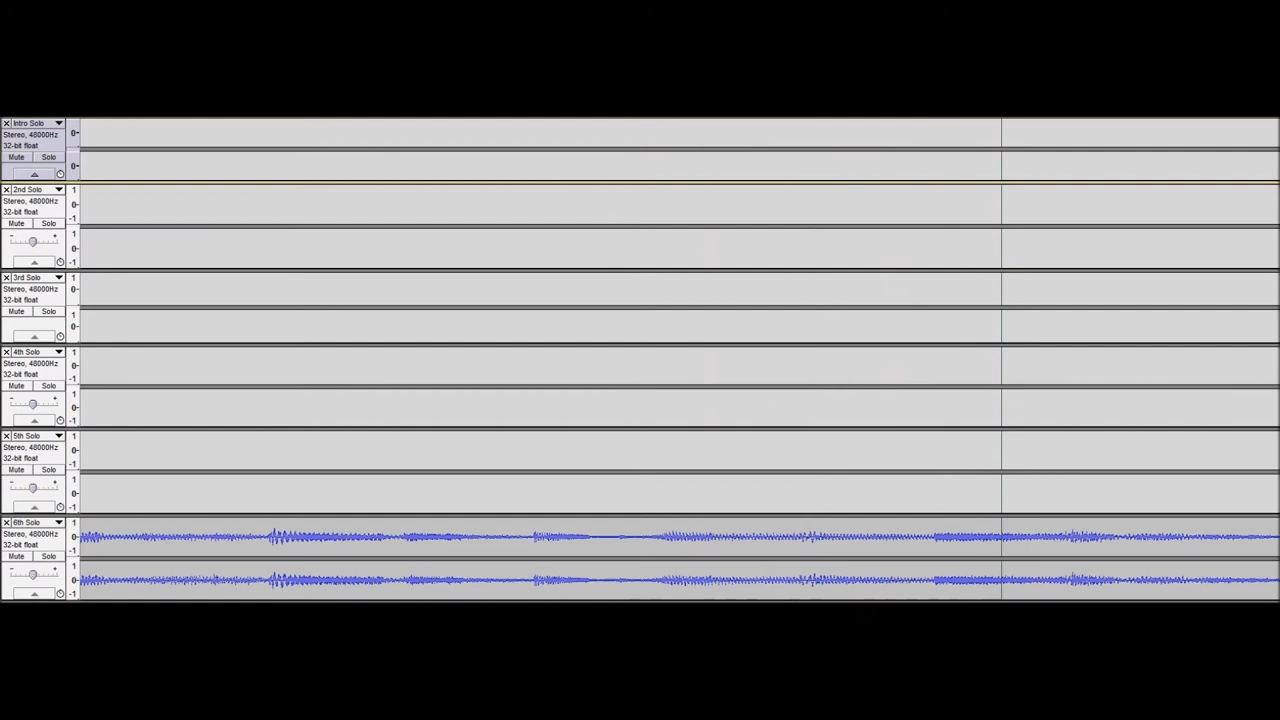 Intro Solo
Stereo, 48000Hz
32-bit float
Mute Solo
0-
0-
2nd Solo
Stereo, 48000Hz
32-bit float
Mute Solo
- +
1
0-
-1
1
0-
-1
3rd Solo
Stereo, 48000Hz
32-bit float
Mute Solo
1
0-
1
0-
4th Solo
Stereo, 48000Hz
32-bit float
Mute Solo
- +
1
0-
-1
1
0-
-1
5th Solo
Stereo, 48000Hz
32-bit float
Mute Solo
- +
1
0-
-1
1
0-
-1
6th Solo
Stereo, 48000Hz
32-bit float
Mute Solo
- +
1
0-
-1
1
0-
-1